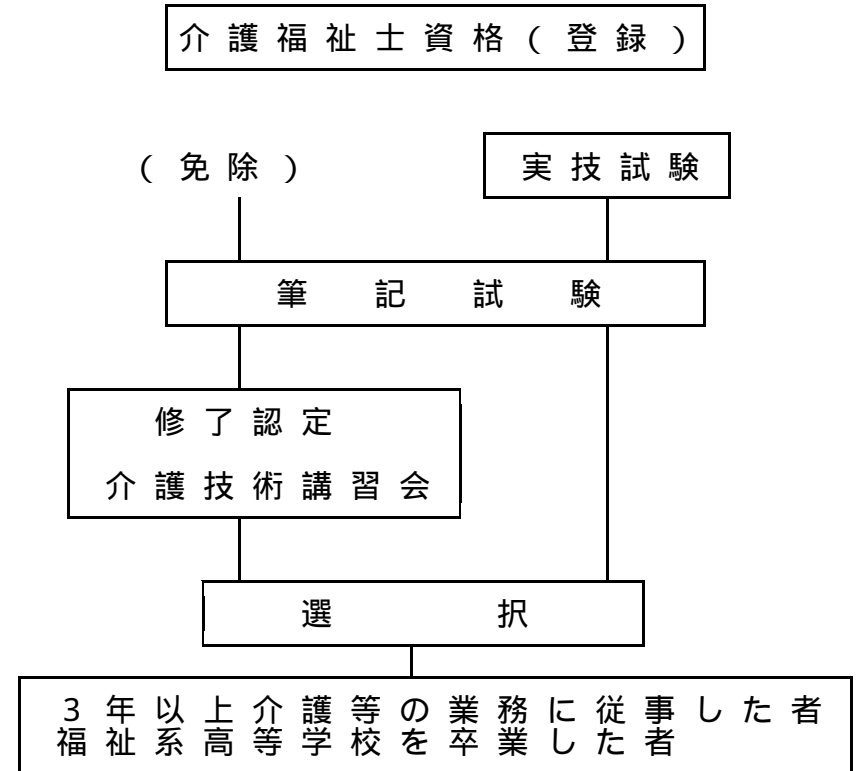 介護福祉士資格(登録)
(免除)
実技試験
筆記試験
修了認定
介護技術講習会
選択
3年以上介護等の業務に従事した者
福祉系高等学校を卒業した者